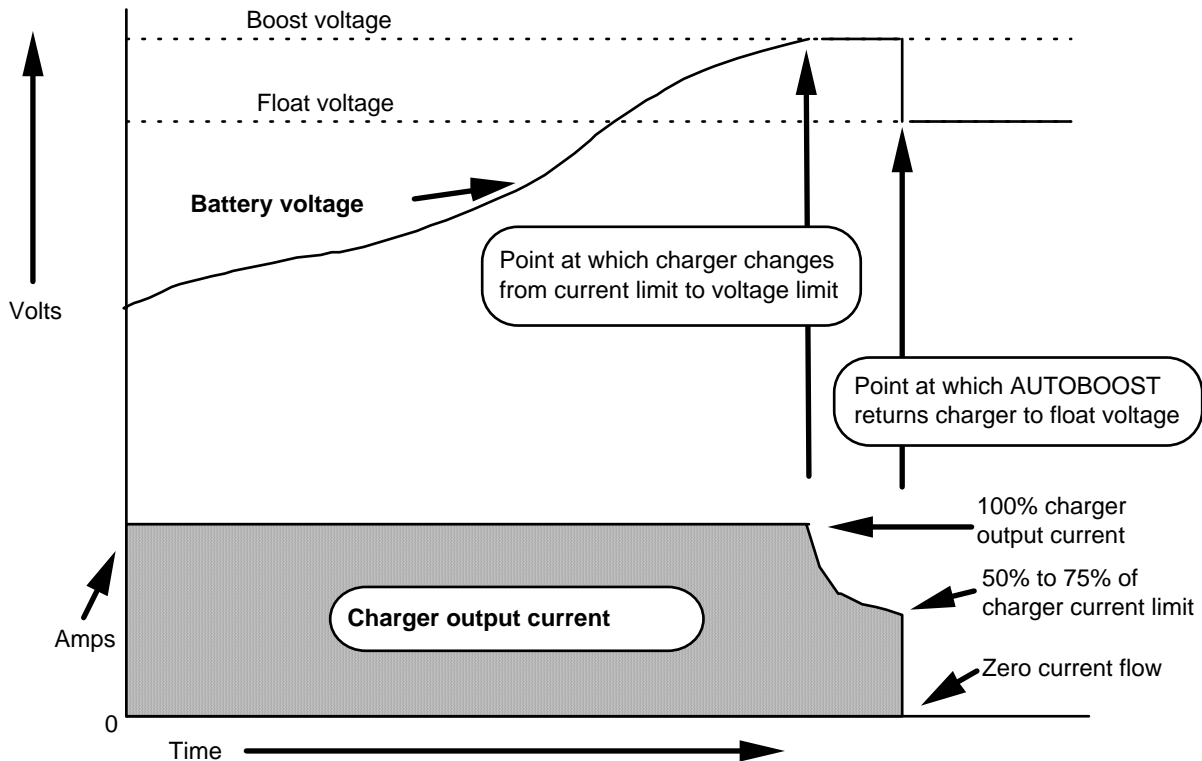 Boost voltage
Float voltage
Battery voltage
Volts
Point at which charger changes
from current limit to voltage limit
Point at which AUTOBOOST
returns charger to float voltage
100% charger
output current
50% to 75% of
charger current limit
Charger output current
Amps
Zero current flow
0
Time